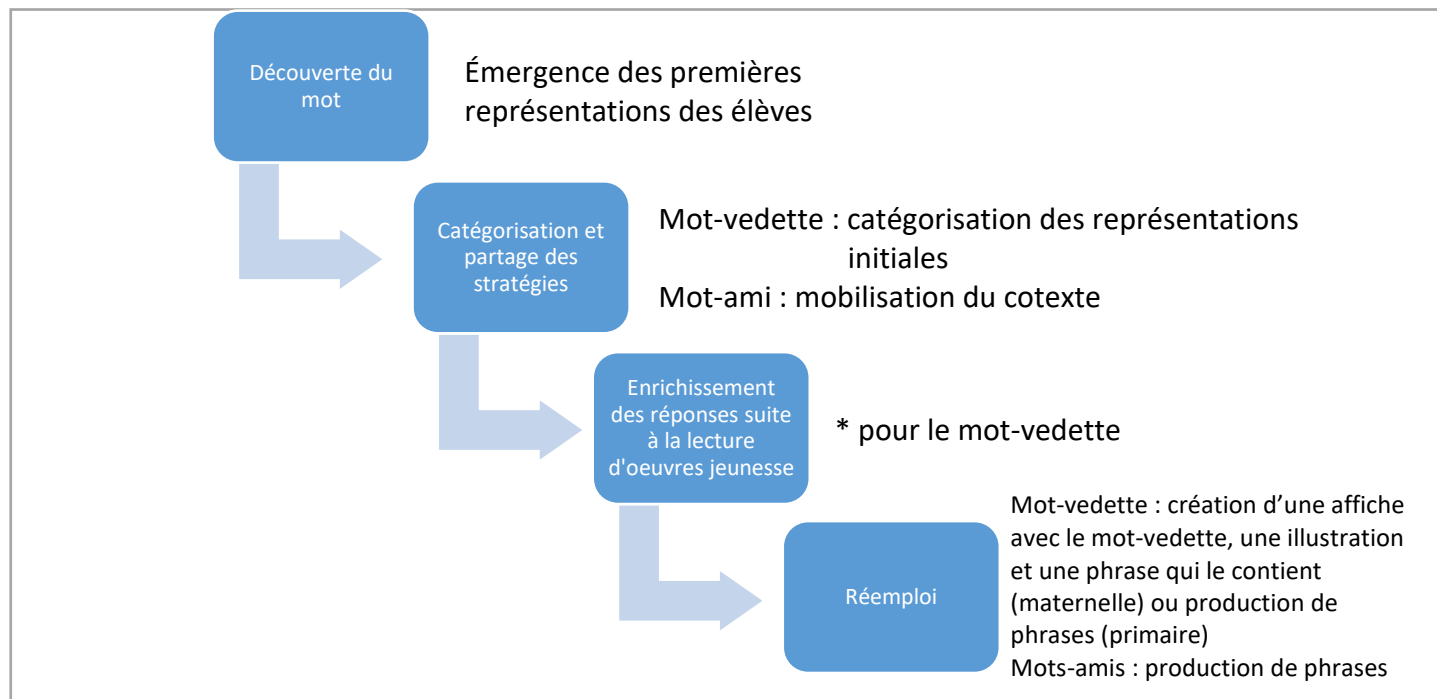 Découverte du
mot
Émergence des premières
représentations des élèves
Catégorisation et
partage des
stratégies
Mot-vedette : catégorisation des représentations
initiales
Mot-ami : mobilisation du cotexte
Enrichissement
des réponses suite
à la lecture
d'oeuvres jeunesse
* pour le mot-vedette
Réemploi
Mot-vedette : création d’une affiche
avec le mot-vedette, une illustration
et une phrase qui le contient
(maternelle) ou production de
phrases (primaire)
Mots-amis : production de phrases